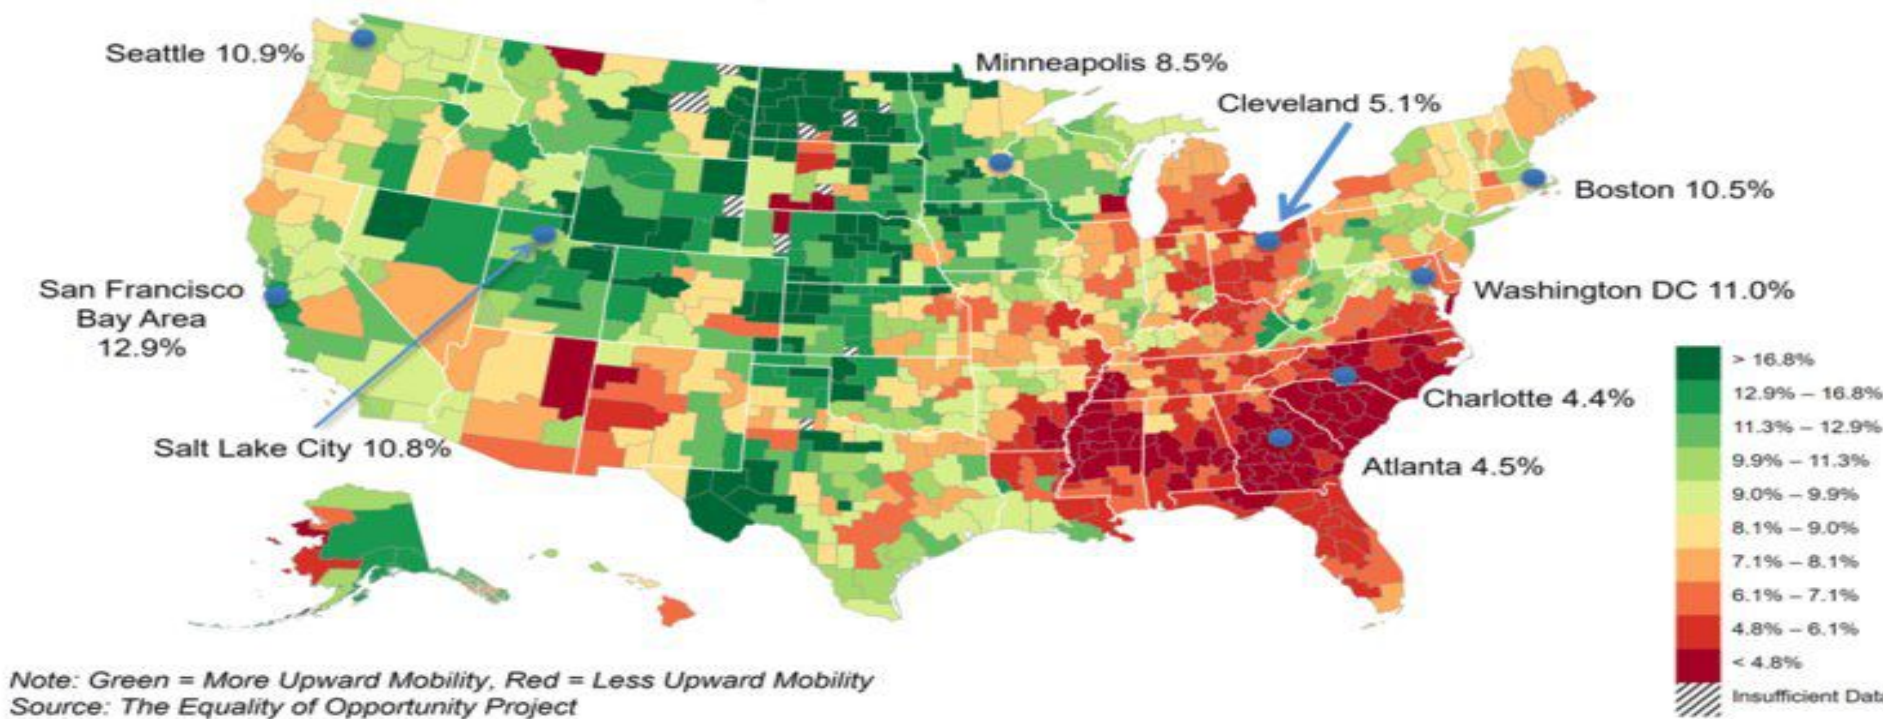 Seattle 10.9%
Minneapolis 8.5%
Cleveland 5.1%
Boston 10.5%
San Francisco
Bay Area
12.9%
Washington DC 11.0%
Charlotte 4.4%
Salt Lake City 10.8%
Atlanta 4.5%
> 16.8%
12.9% – 16.8%
11.3% – 12.9%
9.9% – 11.3%
9.0% – 9.9%
8.1% – 9.0%
7.1% – 8.1%
6.1% – 7.1%
4.8% – 6.1%
< 4.8%
Insufficient Data
Note: Green = More Upward Mobility, Red = Less Upward Mobility
Source: The Equality of Opportunity Project